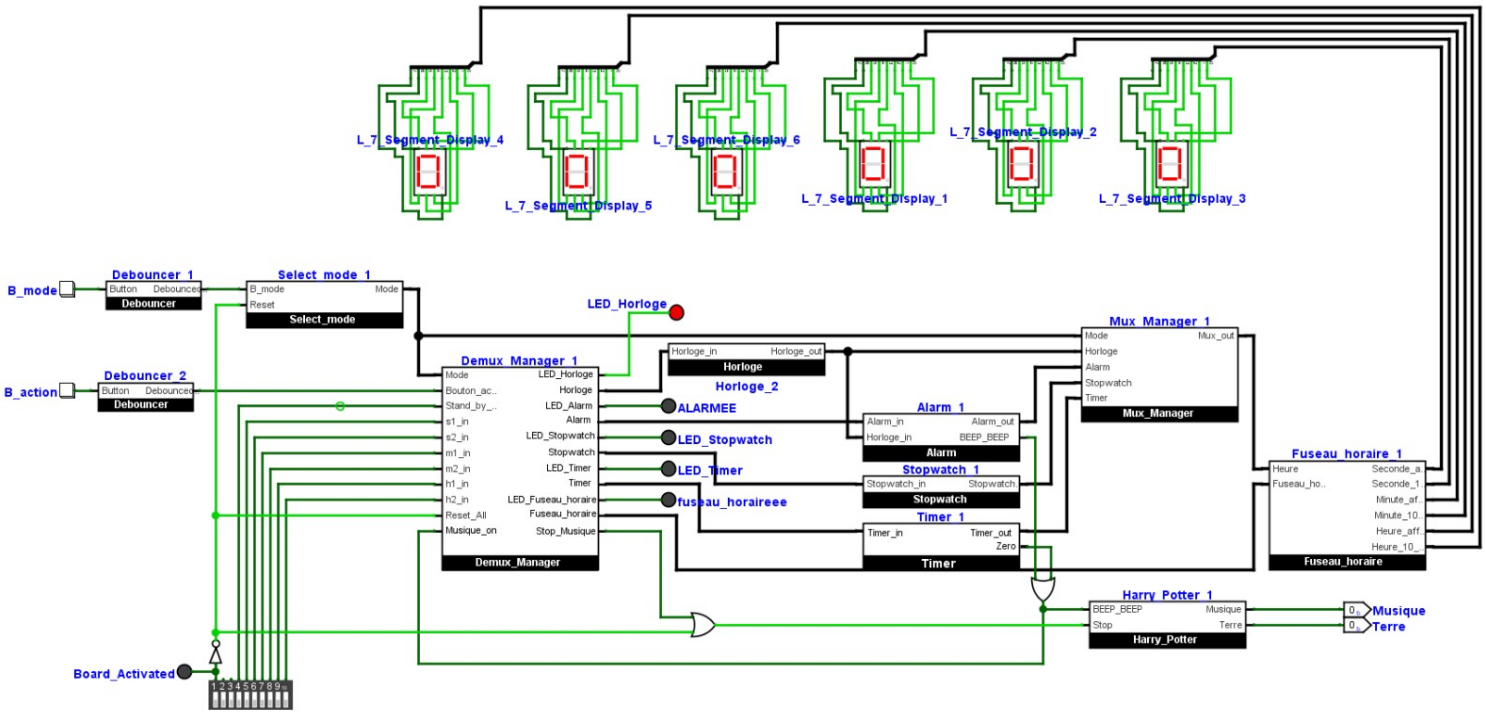 L_7_Segment_Display_4
L_7_Segment_Display_5
L_7_Segment_Display_6
L_7_Segment_Display_1
L_7_Segment_Display_2
L_7_Segment_Display_3
B_mode
Debouncer_1
Button Debounced
Debouncer
Select_mode_1
B_mode Mode
Reset
Select_mode
B_action
Debouncer_2
Button Debounced
Debouncer
LED_Horloge
Demux_Manager_1
Mode LED_Horloge
Bouton_ac.. Horloge
Stand_by_.. LED_Alarm
s1_in Alarm
s2_in LED_Stopwatch
m1_in Stopwatch
m2_in LED_Timer
h1_in Timer
h2_in LED_Fuseau_horaire
Reset_All Fuseau_horaire
Musique_on Stop_Musique
Demux_Manager
ALARMEE
LED_Stopwatch
LED_Timer
fuseau_horaireee
Horloge_in Horloge_out
Horloge
Horloge_2
Alarm_1
Alarm_in Alarm_out
Horloge_in BEEP_BEEP
Alarm
Stopwatch_1
Stopwatch_in Stopwatch.
Stopwatch
Timer_1
Timer_in Timer_out
Zero
Timer
Mux_Manager_1
Mode Mux_out
Horloge
Alarm
Stopwatch
Timer
Mux_Manager
Fuseau_horaire_1
Heure Seconde_a.
Fuseau_ho.. Seconde_1.
Minute_af..
Minute_10..
Heure_aff..
Heure_10_..
Fuseau_horaire
Harry_Potter_1
BEEP_BEEP Musique
Stop Terre
Harry_Potter
0 Musique
0 Terre
Board_Activated
1 2 3 4 5 6 7 8 9